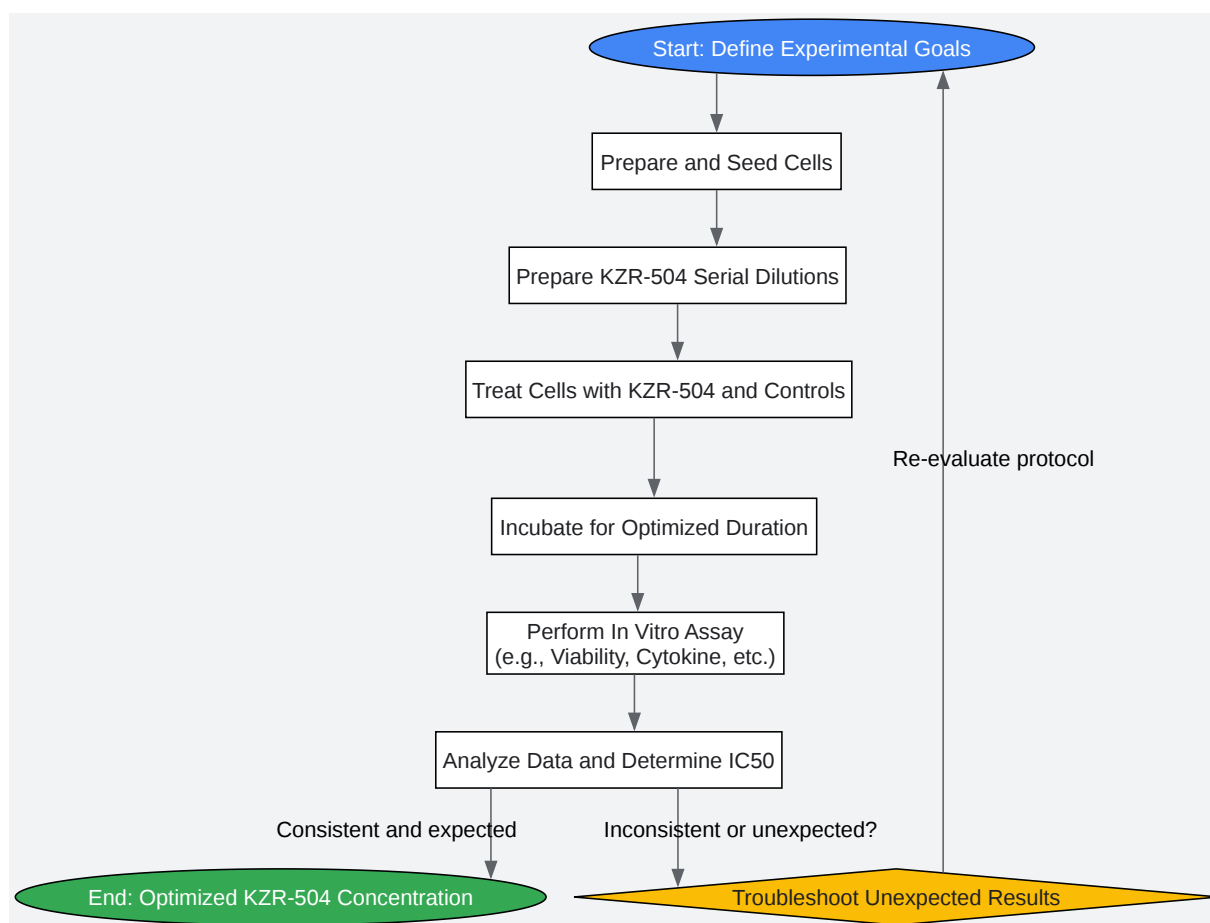 Start: Define Experimental Goals
Prepare and Seed Cells
Prepare KZR-504 Serial Dilutions
Treat Cells with KZR-504 and Controls
Re-evaluate protocol
Incubate for Optimized Duration
Perform In Vitro Assay
(e.g., Viability, Cytokine, etc.)
Analyze Data and Determine IC50
Consistent and expected
Inconsistent or unexpected?
End: Optimized KZR-504 Concentration
Troubleshoot Unexpected Results